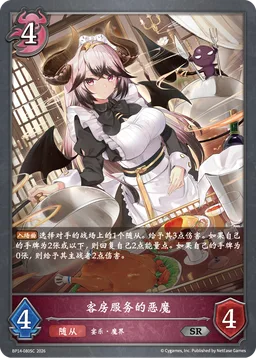 4
入场曲 选择对手的战场上的1个随从。给予其3点伤害。如果自己
的手牌为2张或以下，则回复自己2点能量点。如果自己的手牌为
0张，则给予其主战者2点伤害。
客房服务的恶魔
4
随从
宴乐・魔界
SR
4
BP14-080SC 2026
© Cygames, Inc. Produced by NetEase Games